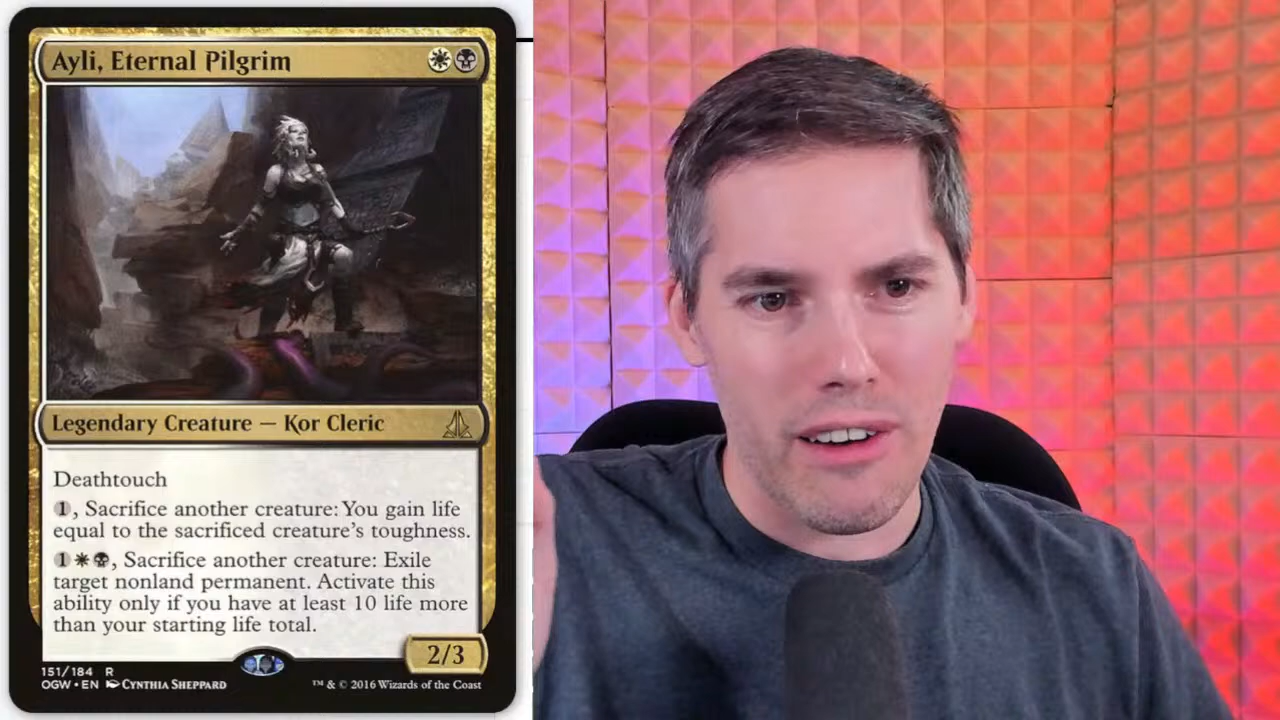 Ayli, Eternal Pilgrim
Legendary Creature — Kor Cleric
Deathtouch
1, Sacrifice another creature: You gain life
equal to the sacrificed creature's toughness.
1, Sacrifice another creature: Exile
target nonland permanent. Activate this
ability only if you have at least 10 life more
than your starting life total.
2/3
151/184 R
OGW • EN CYNTHIA SHEPPARD
™ & © 2016 Wizards of the Coast